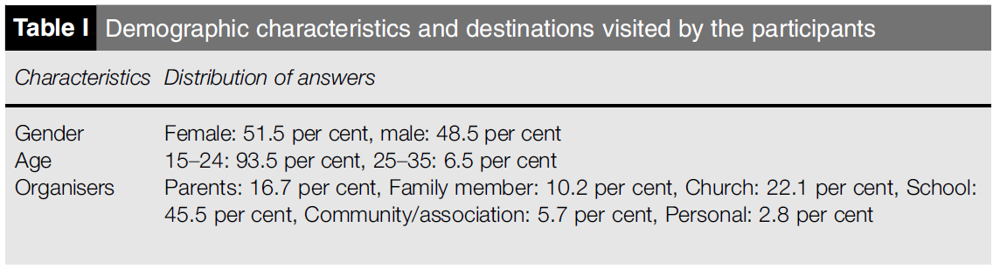 Table I Demographic characteristics and destinations visited by the participants
Characteristics Distribution of answers
Gender Female: 51.5 per cent, male: 48.5 per cent
Age 15–24: 93.5 per cent, 25–35: 6.5 per cent
Organisers Parents: 16.7 per cent, Family member: 10.2 per cent, Church: 22.1 per cent, School:
45.5 per cent, Community/association: 5.7 per cent, Personal: 2.8 per cent